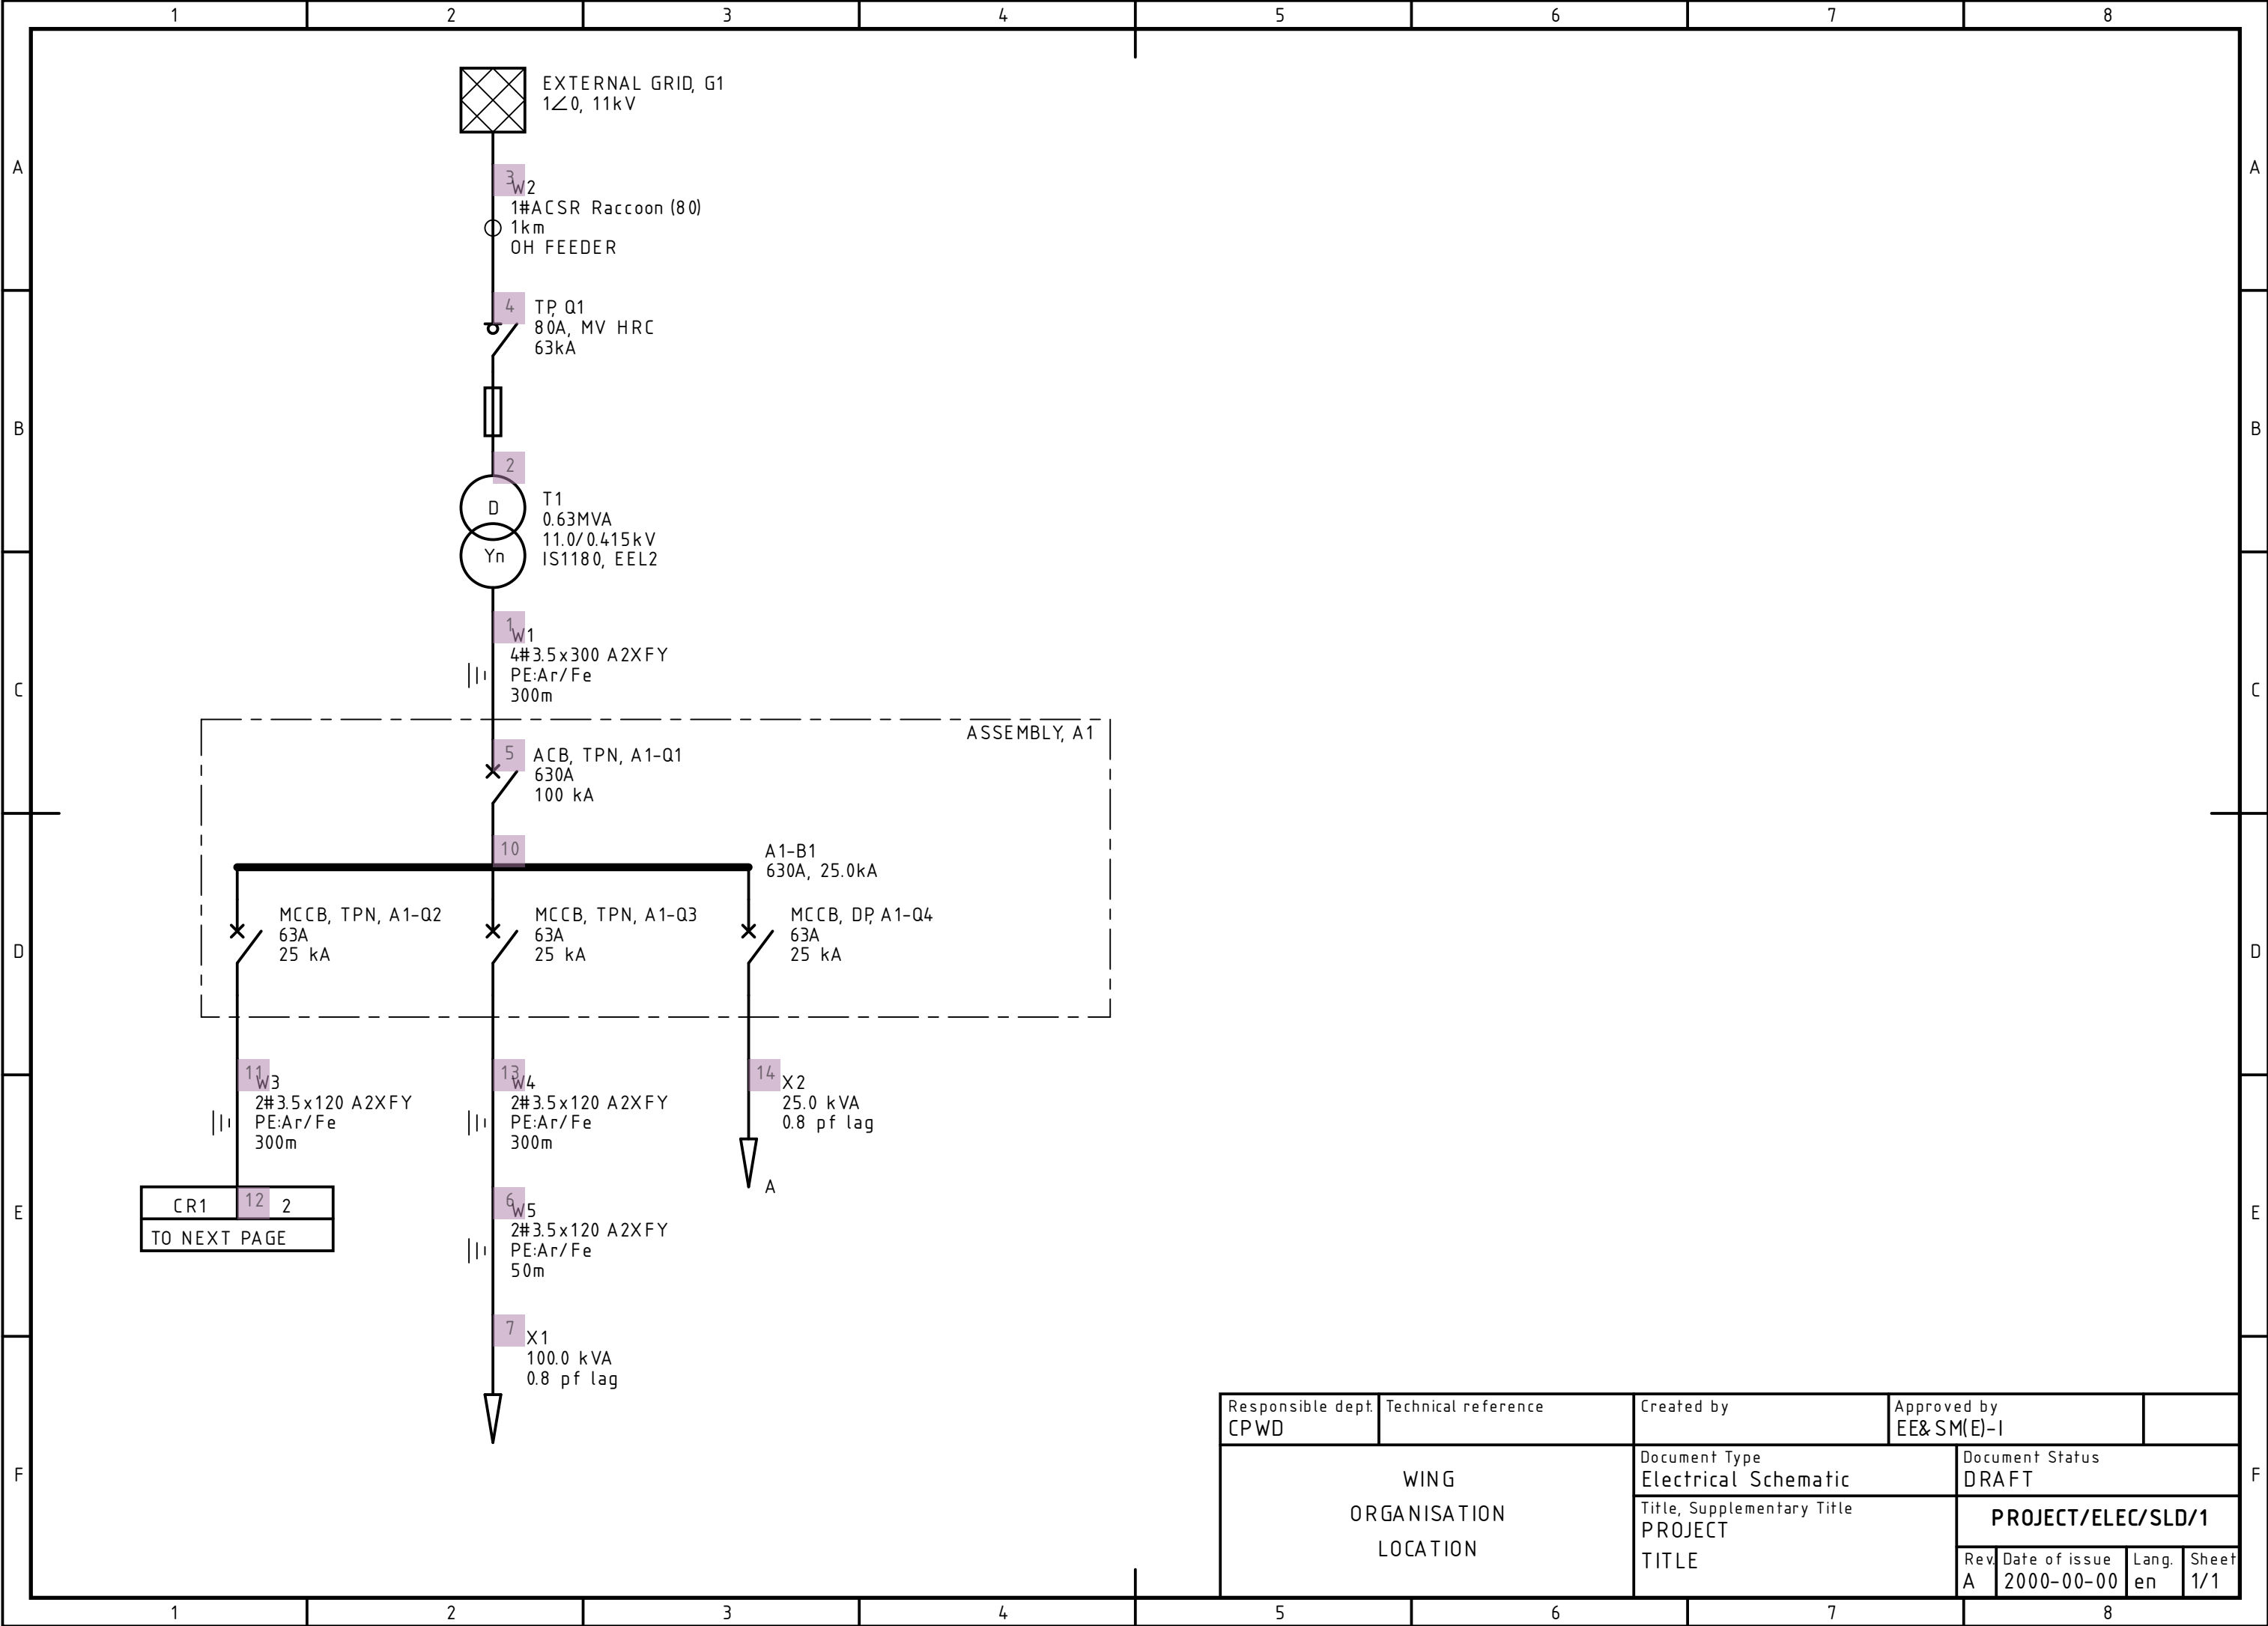 1 2 3 4 5 6 7 8
EXTERNAL GRID, G1
1∠0, 11kV
A A
3
W2
1#ACSR Raccoon (80)
1km
OH FEEDER
4
TP, Q1
80A, MV HRC
63kA
B B
2
D
Yn
T1
0.63MVA
11.0/0.415kV
IS1180, EEL2
1
W1
4#3.5x300 A2XFY
PE:Ar/Fe
300m
C C
ASSEMBLY, A1
5
ACB, TPN, A1-Q1
630A
100 kA
10
A1-B1
630A, 25.0kA
MCCB, TPN, A1-Q2
63A
25 kA
MCCB, TPN, A1-Q3
63A
25 kA
MCCB, DP, A1-Q4
63A
25 kA
D D
11
W3
2#3.5x120 A2XFY
PE:Ar/Fe
300m
13
W4
2#3.5x120 A2XFY
PE:Ar/Fe
300m
14
X2
25.0 kVA
0.8 pf lag
A
E E
CR1 12 2
TO NEXT PAGE
6
W5
2#3.5x120 A2XFY
PE:Ar/Fe
50m
7
X1
100.0 kVA
0.8 pf lag
F F
Responsible dept.
CPWD
Technical reference
Created by
Approved by
EE&SM(E)-I
WING
ORGANISATION
LOCATION
Document Type
Electrical Schematic
Document Status
DRAFT
Title, Supplementary Title
PROJECT
TITLE
PROJECT/ELEC/SLD/1
Rev.
A
Date of issue
2000-00-00
Lang.
en
Sheet
1/1
1 2 3 4 5 6 7 8